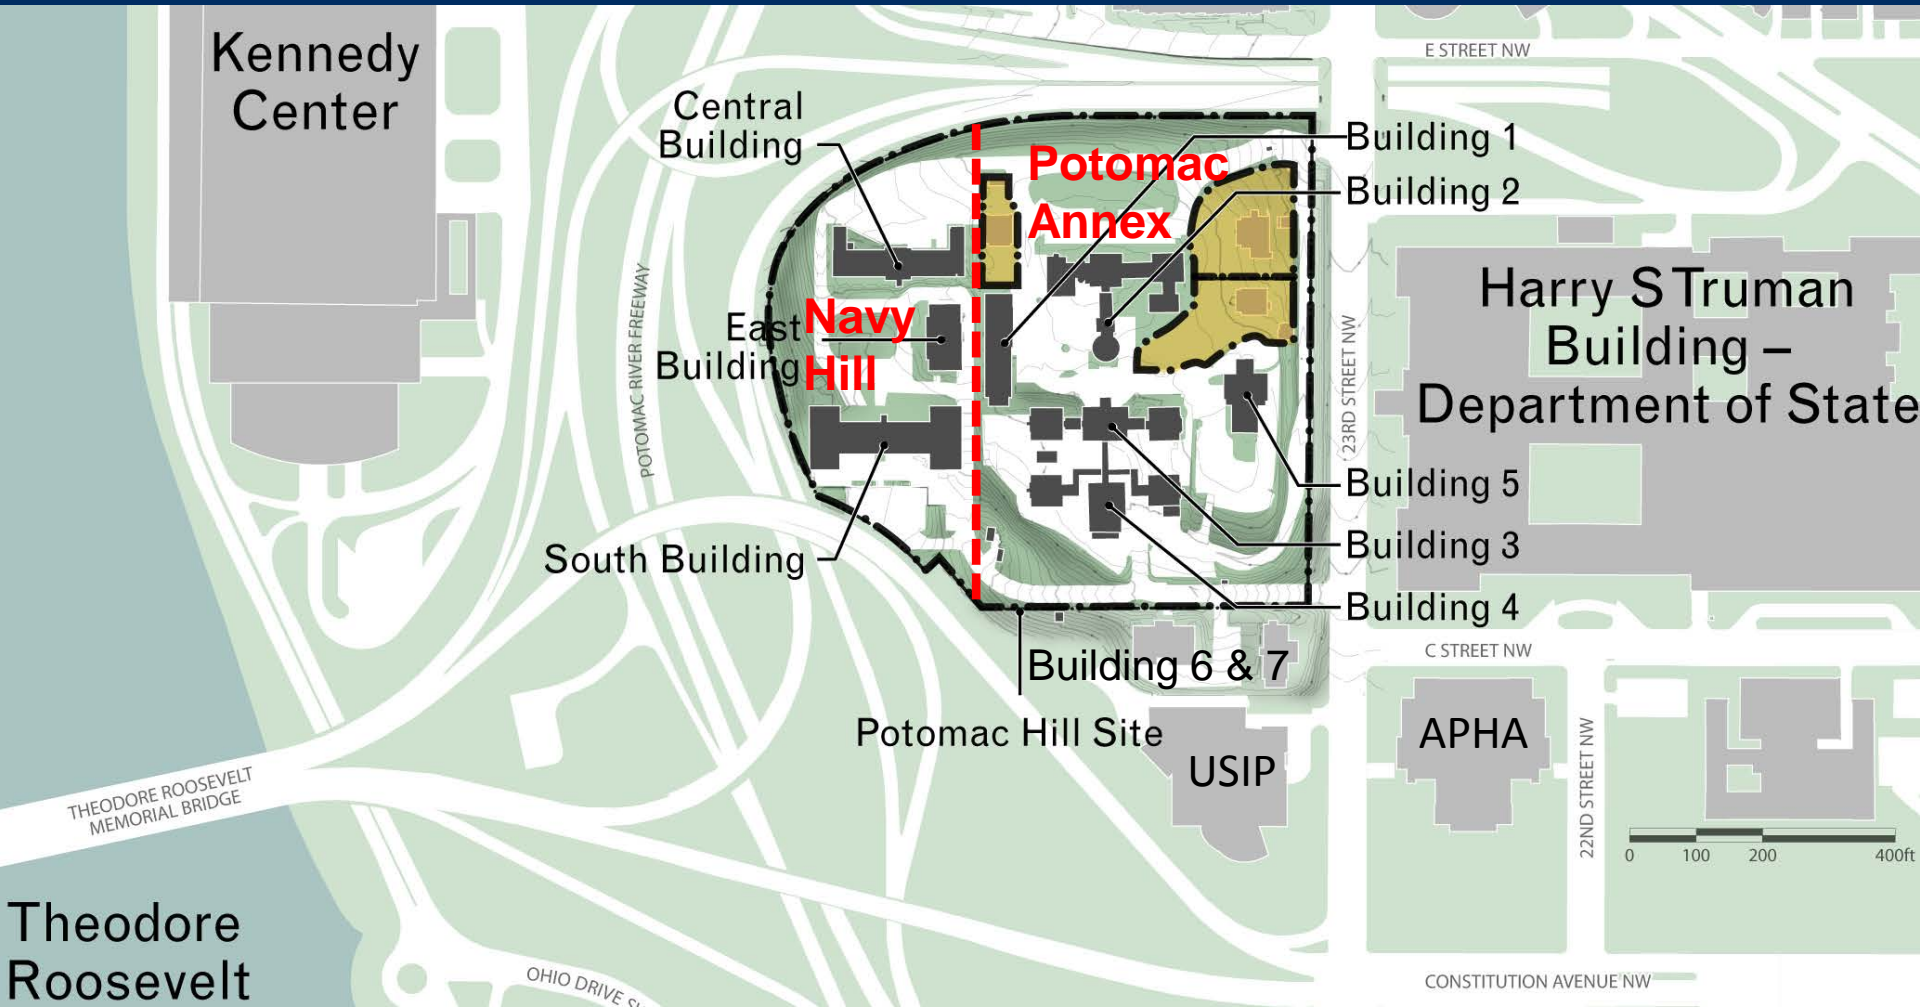 Kennedy
Center
E STREET NW
Central
Building
Building 1
Potomac
Annex
Building 2
POTOMAC RIVER FREEWAY
Navy
Hill
East
Building
23RD STREET NW
Harry S Truman
Building –
Department of State
Building 5
South Building
Building 3
Building 4
C STREET NW
Building 6 & 7
Potomac Hill Site
USIP
APHA
22ND STREET NW
THEODORE ROOSEVELT
MEMORIAL BRIDGE
0 100 200 400ft
Theodore
Roosevelt
OHIO DRIVE
CONSTITUTION AVENUE NW